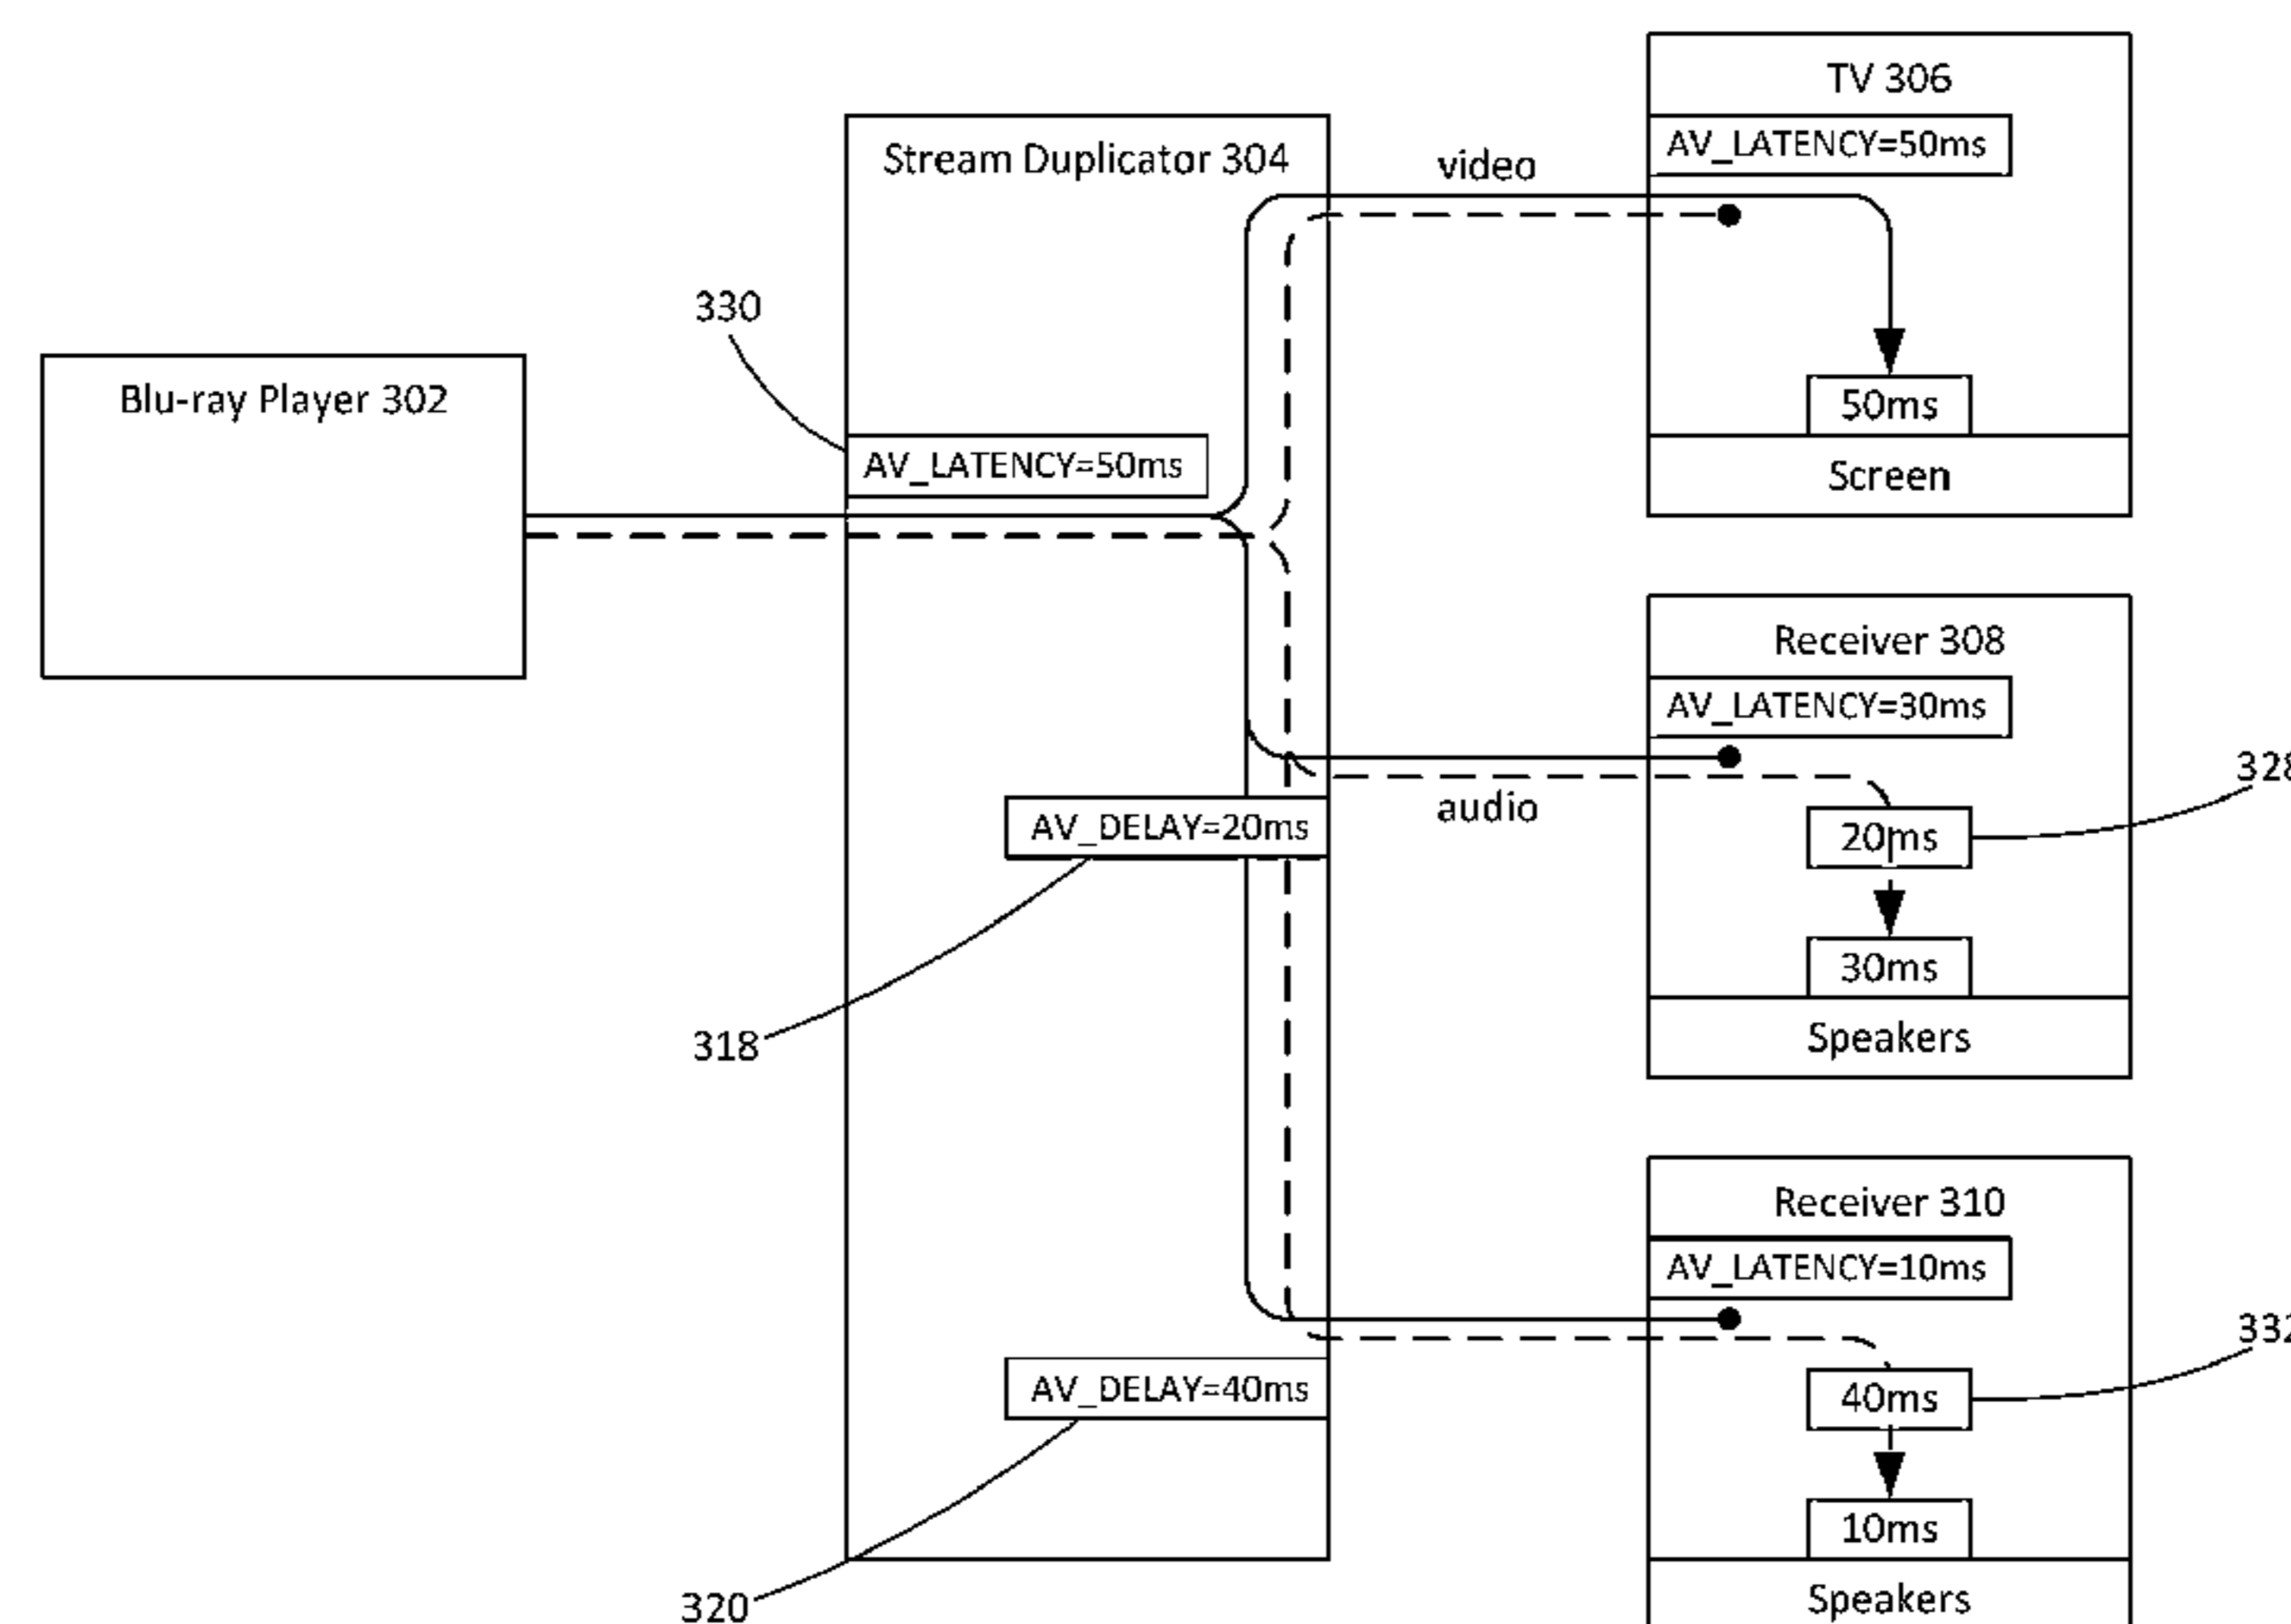 TV 306
AV_LATENCY=50ms
Stream Duplicator 304
video
330
Blu-ray Player 302
50ms
AV_LATENCY=50ms
Screen
Receiver 308
AV_LATENCY=30ms
328
audio
AV_DELAY=20ms
20ms
30ms
318
Speakers
Receiver 310
AV_LATENCY=10ms
332
AV_DELAY=40ms
40ms
10ms
320
Speakers